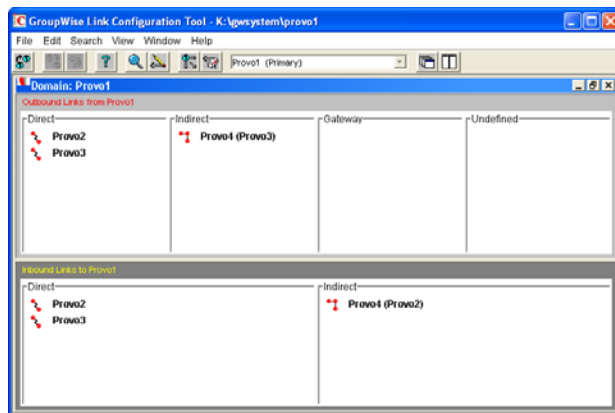 GroupWise Link Configuration Tool - K:\gwsystem\provo1
File Edit Search View Window Help
Provo1 (Primary)
Domain: Provo1
Outbound Links from Provo1
Direct Indirect Gateway Undefined
Provo2 Provo4 (Provo3)
Provo3
Inbound Links to Provo1
Direct Indirect
Provo2 Provo4 (Provo2)
Provo3